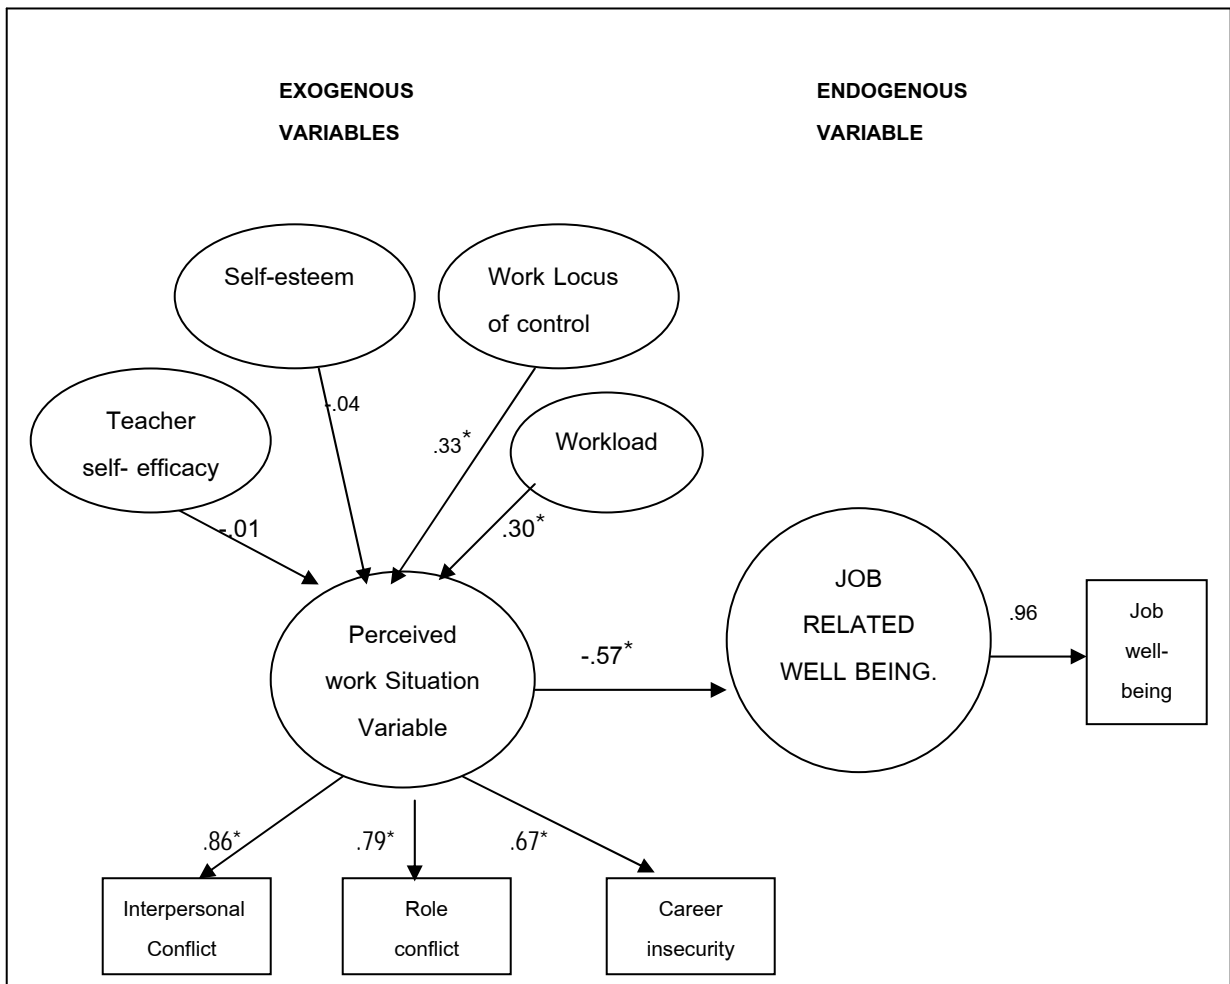 EXOGENOUS
VARIABLES
ENDOGENOUS
VARIABLE
Self-esteem
Work Locus
of control
-.04
Teacher
self- efficacy
.33*
Workload
-.01
.30*
Perceived
work Situation
Variable
-.57*
JOB
RELATED
WELL BEING.
.96
Job
well-
being
.86*
.79*
.67*
Interpersonal
Conflict
Role
conflict
Career
insecurity